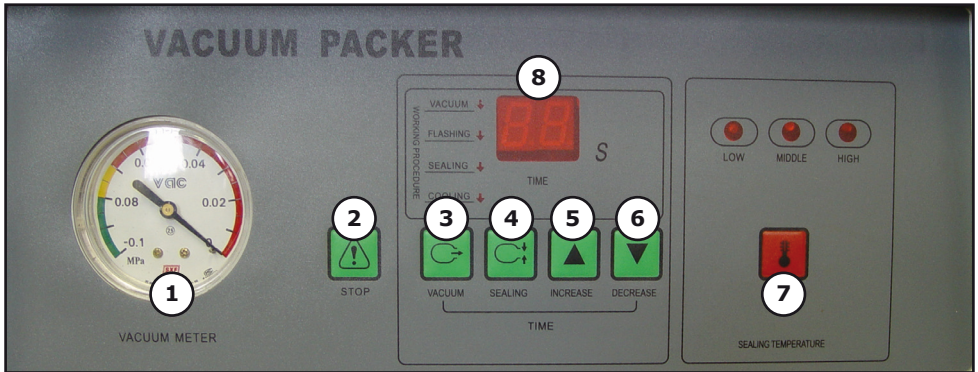 VACUUM PACKER
8
VACUUM
FLASHING
SEALING
COOLING
WORKING PROCEDURE
88
S
TIME
LOW MIDDLE HIGH
0.04
vac
0.08 0.02
-0.1 0
MPa
1
VACUUM METER
2
STOP
3 4 5 6
VACUUM SEALING INCREASE DECREASE
TIME
7
SEALING TEMPERATURE